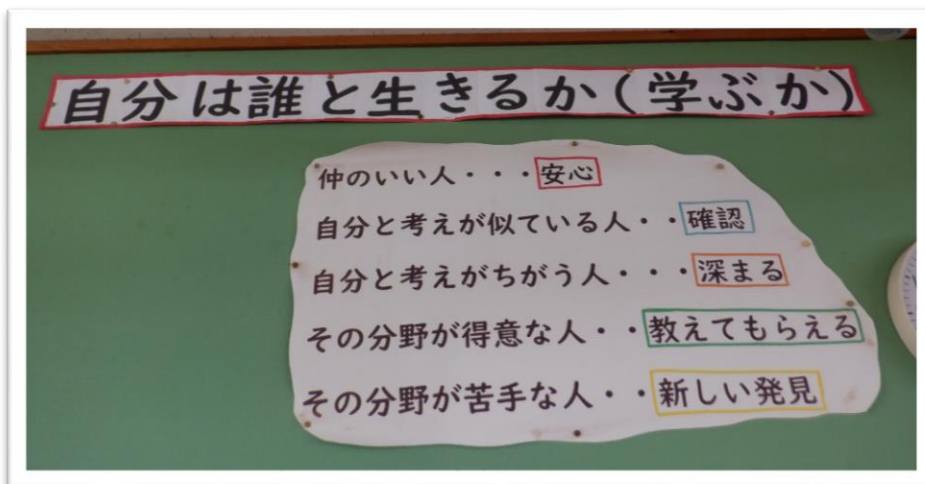 自分は誰と生きるか(学ぶか)
仲のいい人・・・安心
自分と考えが似ている人・・確認
自分と考えがちがう人・・・深まる
その分野が得意な人・・教えてもらえる
その分野が苦手な人・・新しい発見